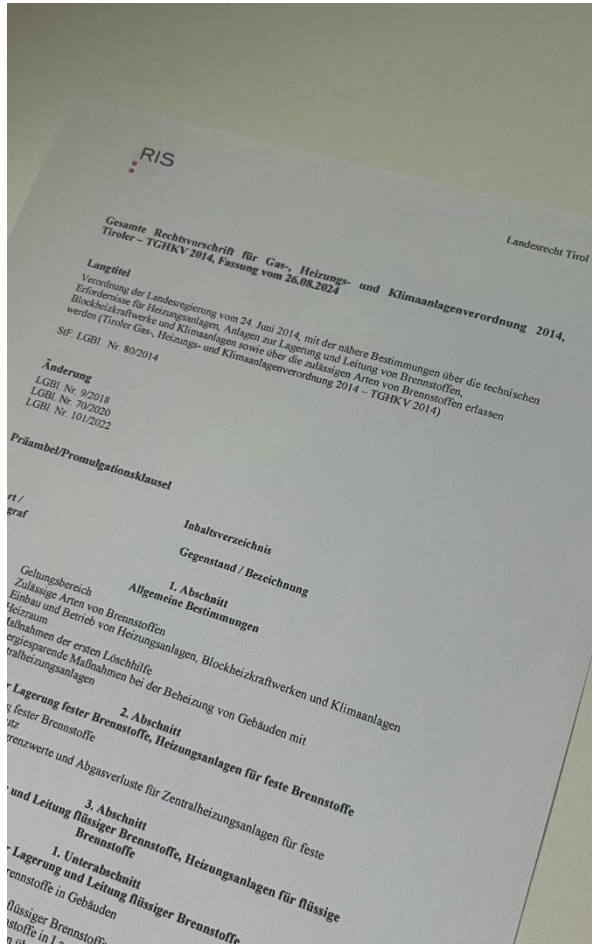 RIS
Landesrecht Tirol
Gesamte Rechtsvorschrift für Gas-, Heizungs- und Klimaanlagenverordnung 2014,
Tiroler – TGHKV 2014, Fassung vom 26.08.2024
Langtitel
Verordnung der Landesregierung vom 24. Juni 2014, mit der nähere Bestimmungen über die technischen
Erfordernisse für Heizungsanlagen, Anlagen zur Lagerung und Leitung von Brennstoffen,
Blockheizkraftwerke und Klimaanlagen sowie über die zulässigen Arten von Brennstoffen erlassen
werden (Tiroler Gas-, Heizungs- und Klimaanlagenverordnung 2014 – TGHKV 2014)
StF: LGBl. Nr. 80/2014
Änderung
LGBl. Nr. 9/2018
LGBl. Nr. 70/2020
LGBl. Nr. 101/2022
Präambel/Promulgationsklausel
Inhaltsverzeichnis
rt /
graf
Gegenstand / Bezeichnung
1. Abschnitt
Allgemeine Bestimmungen
Geltungsbereich
Zulässige Arten von Brennstoffen
Einbau und Betrieb von Heizungsanlagen, Blockheizkraftwerken und Klimaanlagen
Heizraum
Maßnahmen der ersten Löschhilfe
ergiesparende Maßnahmen bei der Beheizung von Gebäuden mit
tralheizungsanlagen
2. Abschnitt
r Lagerung fester Brennstoffe, Heizungsanlagen für feste Brennstoffe
g fester Brennstoffe
utz
renzwerte und Abgasverluste für Zentralheizungsanlagen für feste
3. Abschnitt
und Leitung flüssiger Brennstoffe, Heizungsanlagen für flüssige
Brennstoffe
1. Unterabschnitt
r Lagerung und Leitung flüssiger Brennstoffe
rennstoffe in Gebäuden
flüssiger Brennstoffe